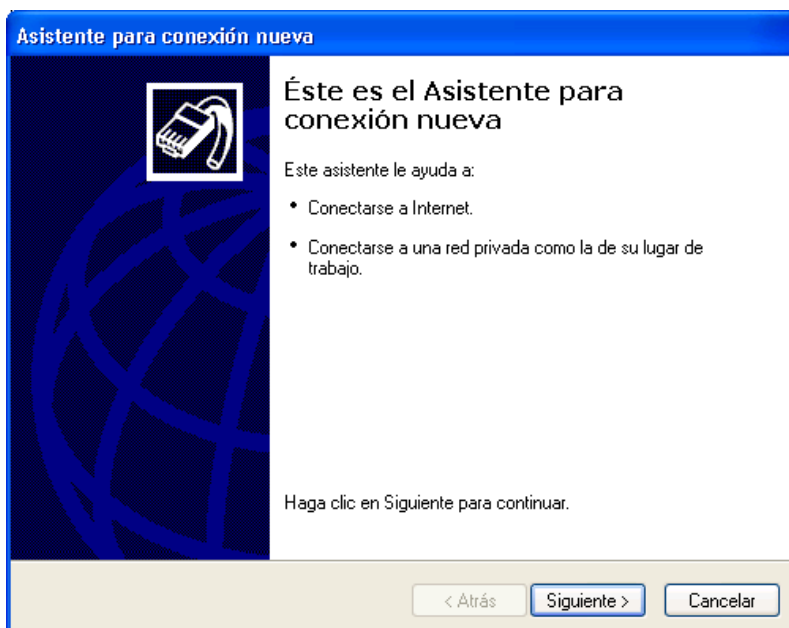 Asistente para conexión nueva
Éste es el Asistente para
conexión nueva
Este asistente le ayuda a:
• Conectarse a Internet.
• Conectarse a una red privada como la de su lugar de
trabajo.
Haga clic en Siguiente para continuar.
< Atrás
Siguiente >
Cancelar